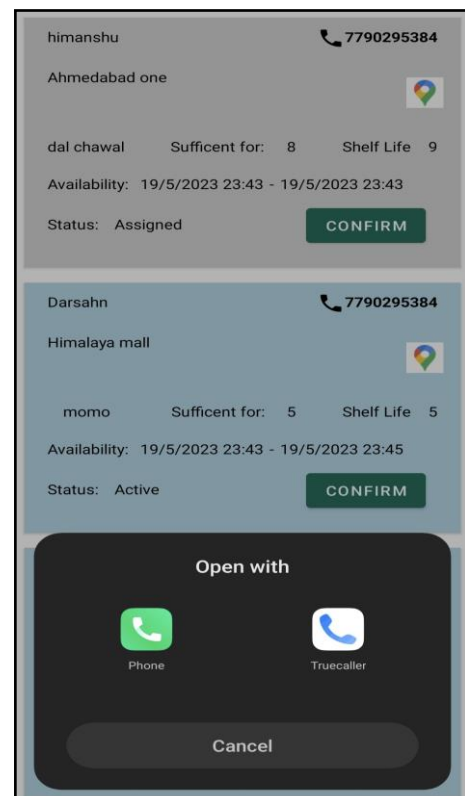 himanshu 7790295384
Ahmedabad one
dal chawal Sufficent for: 8 Shelf Life 9
Availability: 19/5/2023 23:43 - 19/5/2023 23:43
Status: Assigned CONFIRM
Darsahn 7790295384
Himalaya mall
momo Sufficent for: 5 Shelf Life 5
Availability: 19/5/2023 23:43 - 19/5/2023 23:45
Status: Active CONFIRM
Open with
Phone Truecaller
Cancel